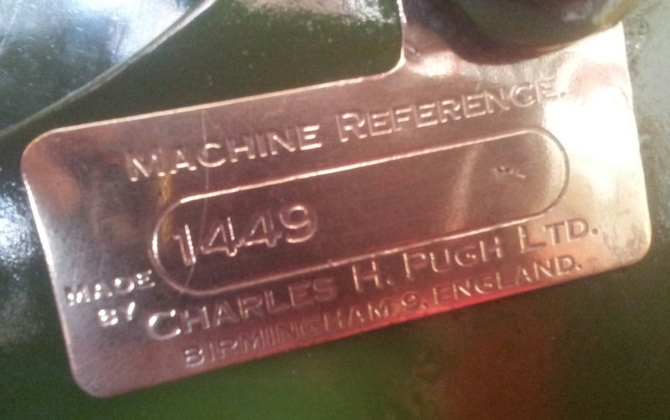 MACHINE REFERENCE.
1449
MADE BY CHARLES H. PUGH LTD.
BIRMINGHAM 9. ENGLAND.